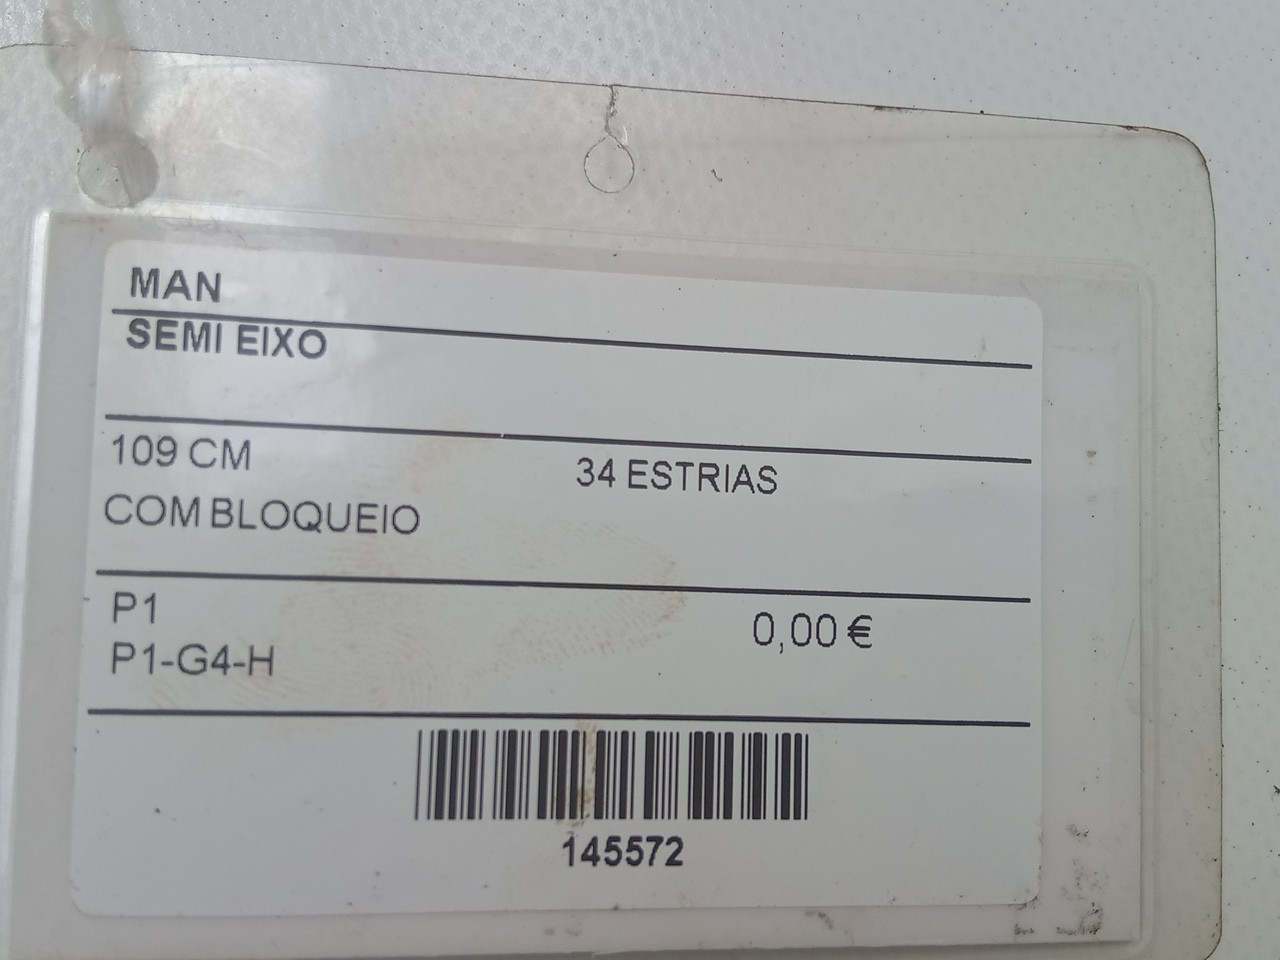 MAN
SEMI EIXO
109 CM 34 ESTRIAS
COM BLOQUEIO
P1 0,00 €
P1-G4-H
145572